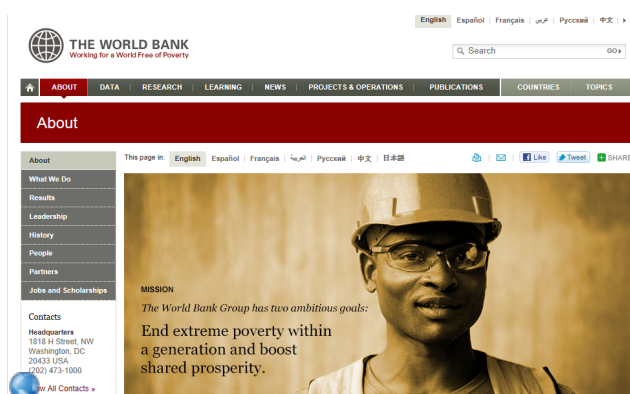 English Español Français عربي Русский 中文
THE WORLD BANK
Working for a World Free of Poverty
Search GO
ABOUT DATA RESEARCH LEARNING NEWS PROJECTS & OPERATIONS PUBLICATIONS COUNTRIES TOPICS
About
About
What We Do
Results
Leadership
History
People
Partners
Jobs and Scholarships
Contacts
Headquarters
1818 H Street, NW
Washington, DC
20433 USA
(202) 473-1000
All Contacts »
This page in: English Español Français العربية Русский 中文 日本語
Like Tweet SHARE
MISSION
The World Bank Group has two ambitious goals:
End extreme poverty within
a generation and boost
shared prosperity.